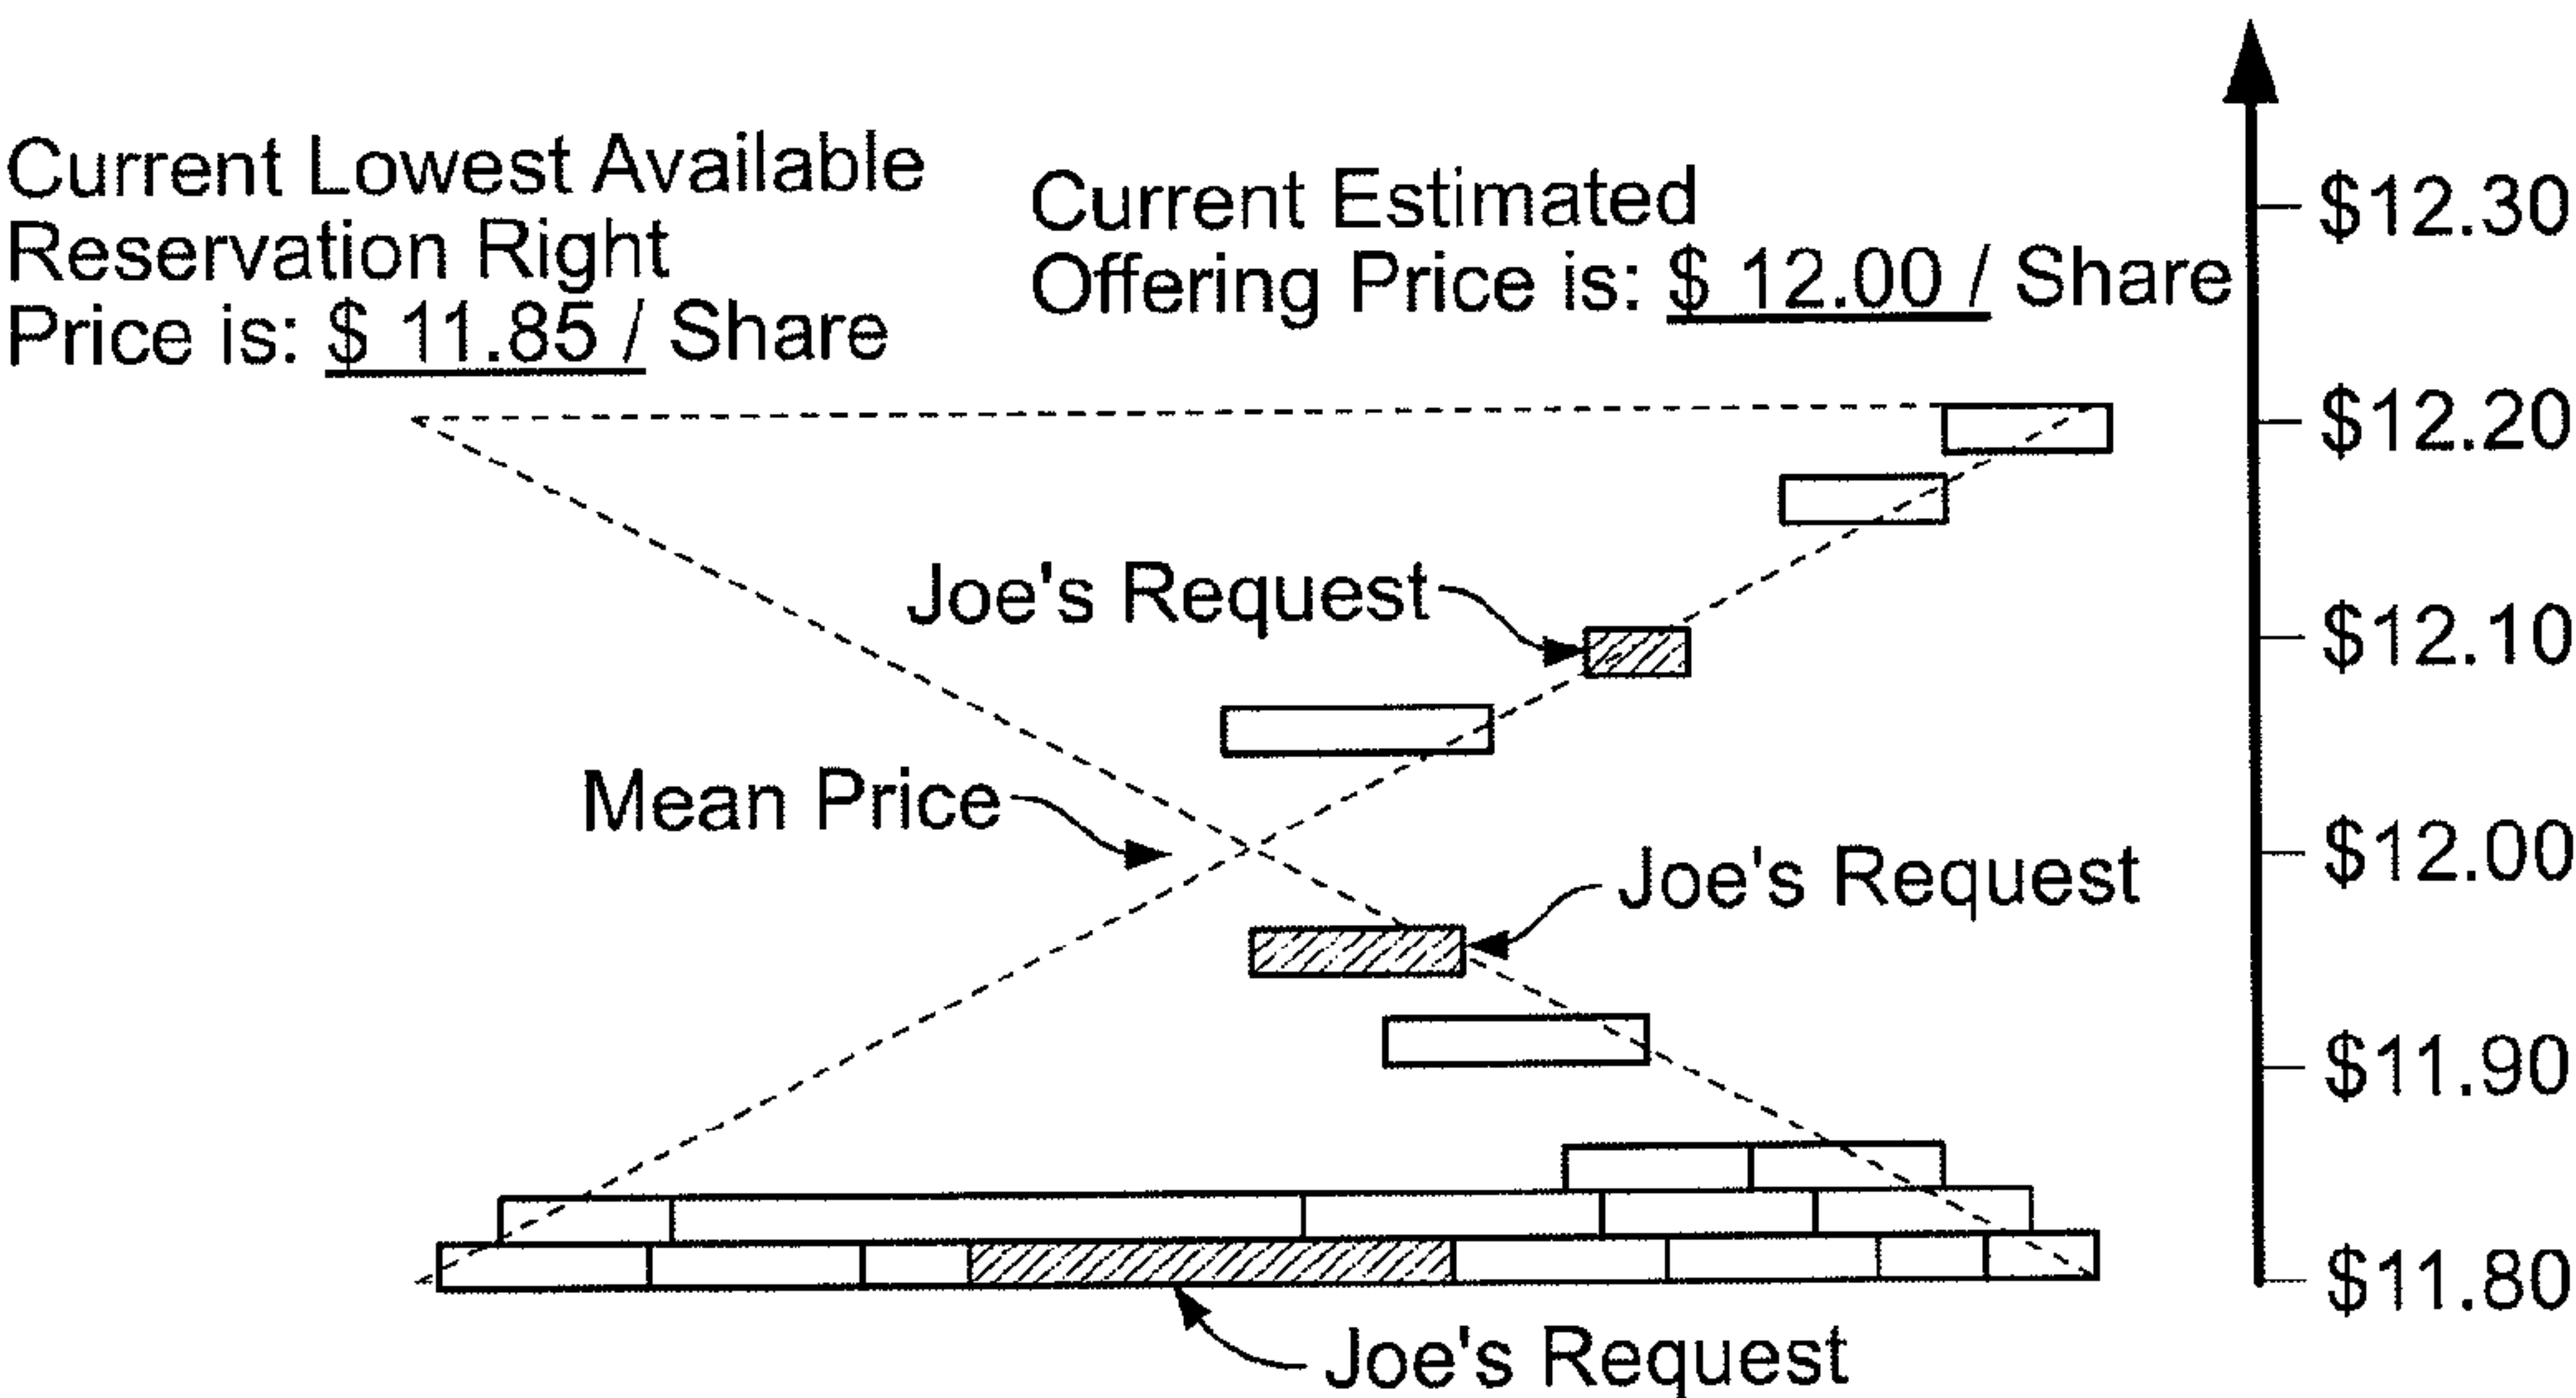 Current Lowest Available
Reservation Right
Price is: $ 11.85 / Share
Current Estimated
Offering Price is: $ 12.00 / Share
$12.30
$12.20
Joe's Request
$12.10
Mean Price
$12.00
Joe's Request
$11.90
$11.80
Joe's Request